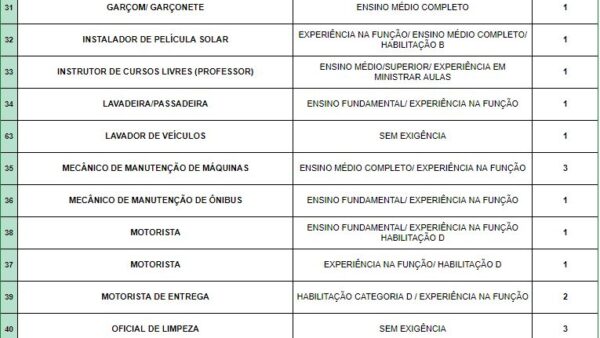 31 GARÇOM/ GARÇONETE ENSINO MÉDIO COMPLETO 1
32 INSTALADOR DE PELÍCULA SOLAR EXPERIÊNCIA NA FUNÇÃO/ ENSINO MÉDIO COMPLETO/ HABILITAÇÃO B 1
33 INSTRUTOR DE CURSOS LIVRES (PROFESSOR) ENSINO MÉDIO/SUPERIOR/ EXPERIÊNCIA EM MINISTRAR AULAS 1
34 LAVADEIRA/PASSADEIRA ENSINO FUNDAMENTAL/ EXPERIÊNCIA NA FUNÇÃO 1
63 LAVADOR DE VEÍCULOS SEM EXIGÊNCIA 1
35 MECÂNICO DE MANUTENÇÃO DE MÁQUINAS ENSINO MÉDIO COMPLETO/ EXPERIÊNCIA NA FUNÇÃO 3
36 MECÂNICO DE MANUTENÇÃO DE ÔNIBUS ENSINO FUNDAMENTAL/ EXPERIÊNCIA NA FUNÇÃO 1
38 MOTORISTA ENSINO FUNDAMENTAL/ EXPERIÊNCIA NA FUNÇÃO HABILITAÇÃO D 1
37 MOTORISTA EXPERIÊNCIA NA FUNÇÃO/ HABILITAÇÃO D 1
39 MOTORISTA DE ENTREGA HABILITAÇÃO CATEGORIA D / EXPERIÊNCIA NA FUNÇÃO 2
40 OFICIAL DE LIMPEZA SEM EXIGÊNCIA 3